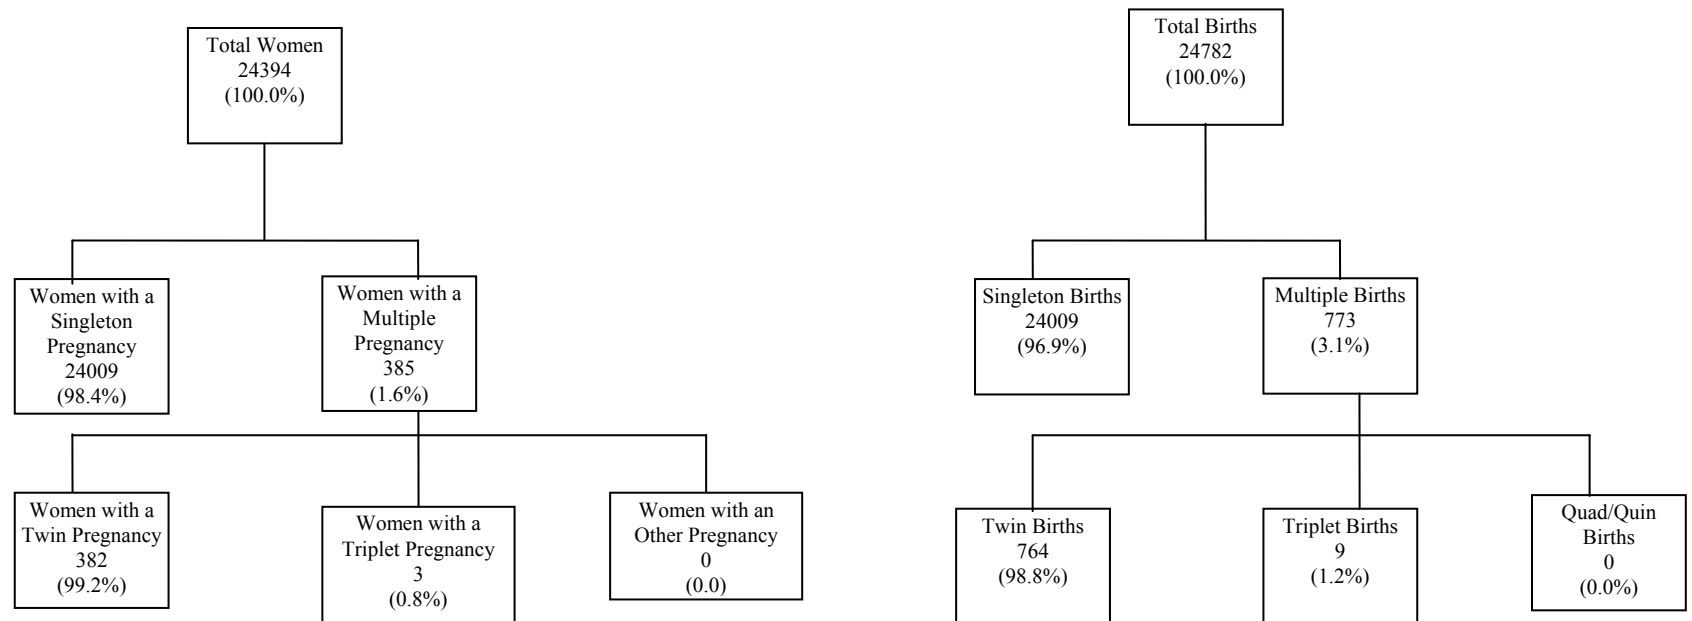 Total Women
24394
(100.0%)
Women with a
Singleton
Pregnancy
24009
(98.4%)
Women with a
Multiple
Pregnancy
385
(1.6%)
Women with a
Twin Pregnancy
382
(99.2%)
Women with a
Triplet Pregnancy
3
(0.8%)
Women with an
Other Pregnancy
0
(0.0)
Total Births
24782
(100.0%)
Singleton Births
24009
(96.9%)
Multiple Births
773
(3.1%)
Twin Births
764
(98.8%)
Triplet Births
9
(1.2%)
Quad/Quin
Births
0
(0.0%)